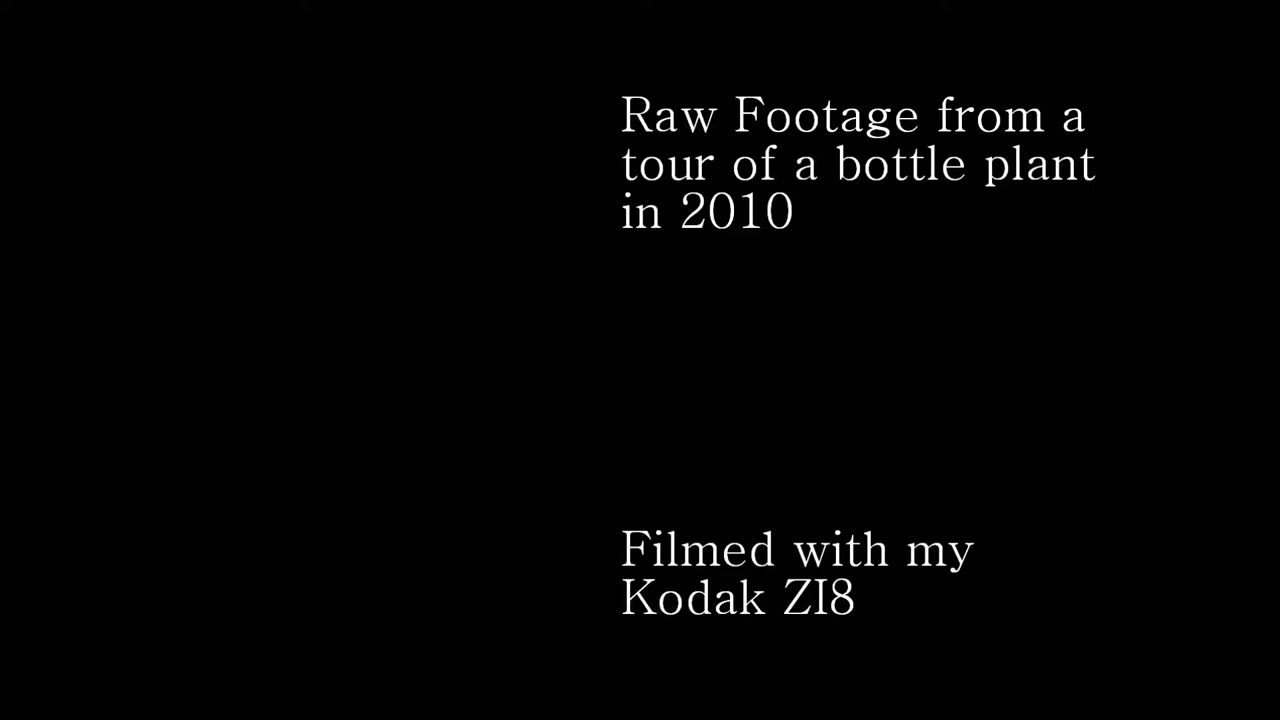 Raw Footage from a
tour of a bottle plant
in 2010
Filmed with my
Kodak ZI8